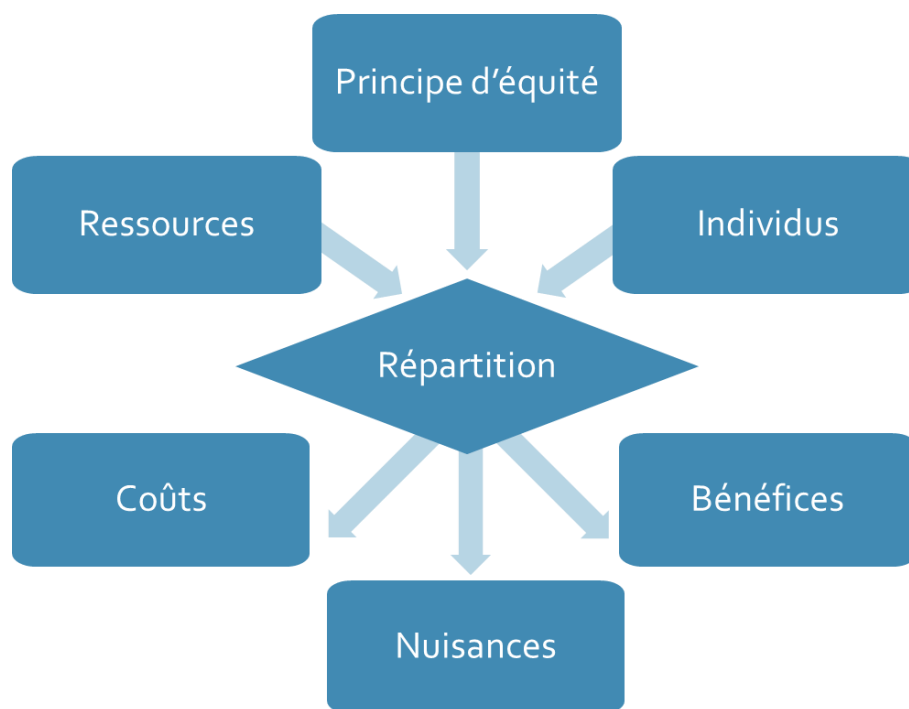 Principe d'équité
Ressources
Individus
Répartition
Coûts
Bénéfices
Nuisances